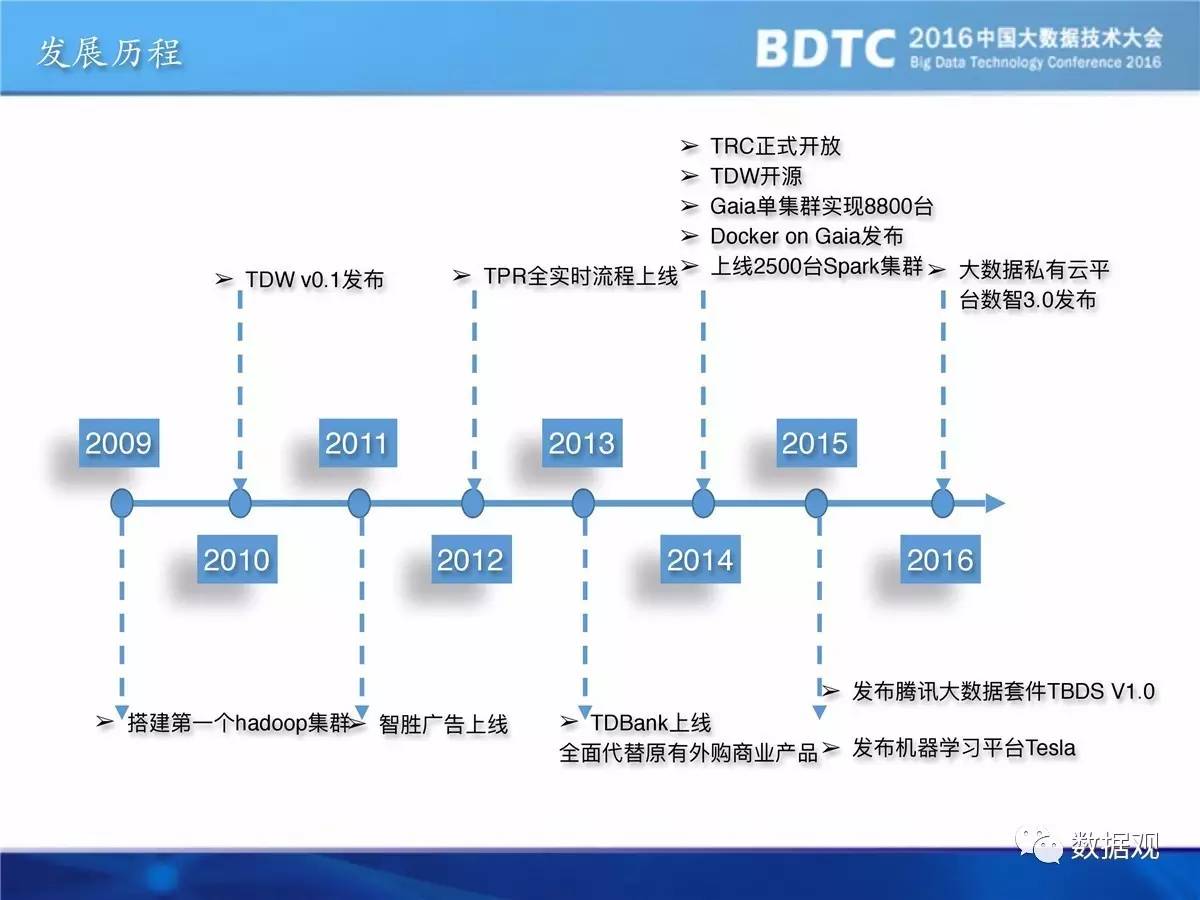 发展历程
BDTC 2016中国大数据技术大会
Big Data Technology Conference 2016
➢ TRC正式开放
➢ TDW开源
➢ Gaia单集群实现8800台
➢ Docker on Gaia发布
➢ 上线2500台Spark集群
➢ TDW v0.1发布
➢ TPR全实时流程上线
➢ 大数据私有云平
台数智3.0发布
2009
2011
2013
2015
2010
2012
2014
2016
➢ 搭建第一个hadoop集群
➢ 智胜广告上线
➢ TDBank上线
全面代替原有外购商业产品
➢ 发布腾讯大数据套件TBDS V1.0
➢ 发布机器学习平台Tesla
数据观